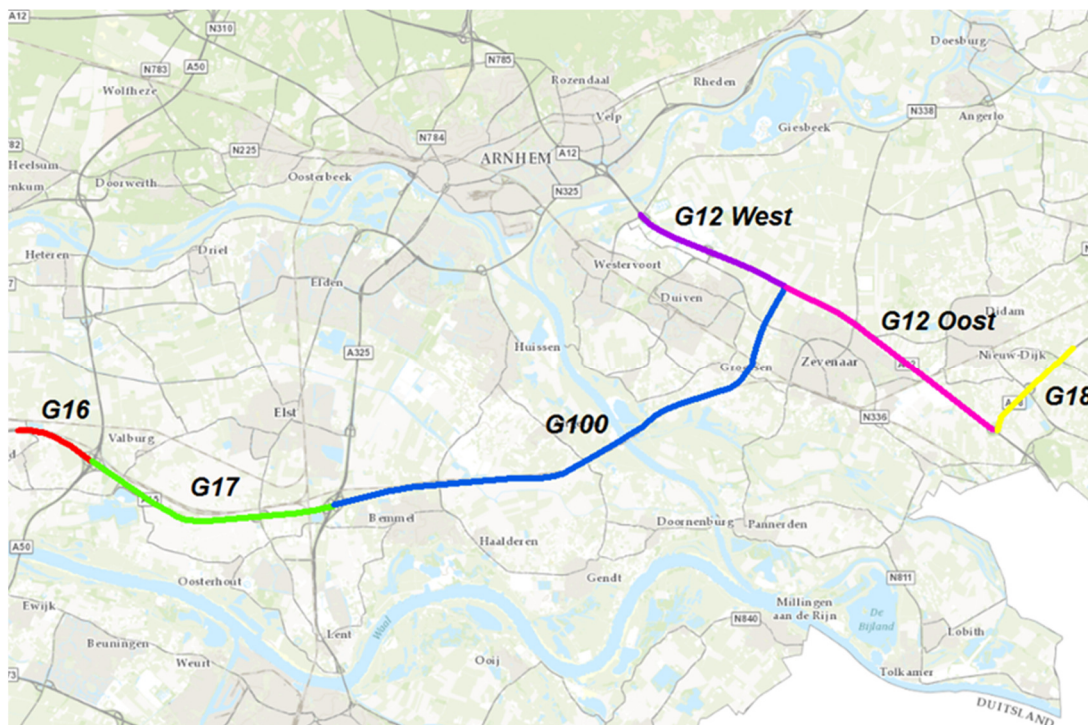 A12
N310
N783
A50
Wolfheze
N785
Rozendaal
Rheden
Doesburg
N338
Angerlo
Giesbeek
Velp
N784
N225
ARNHEM
A12
N325
Heelsum
Doorwerth
Oosterbeek
G12 West
Heteren
Driel
Westervoort
Elden
Duiven
G12 Oost
Didam
Huissen
A325
Zevenaar
Nieuw-Dijk
G18
G16
Elst
G100
N336
Valburg
G17
Bemmel
Doornenburg
Pannerden
Haalderen
A50
Oosterhout
Gendt
N811
Ewijk
Millingen
aan de Rijn
De
Bijland
Lobith
Beuningen
Lent
Waal
N840
Weurt
Ooij
Tolkamer
DUITSLAND